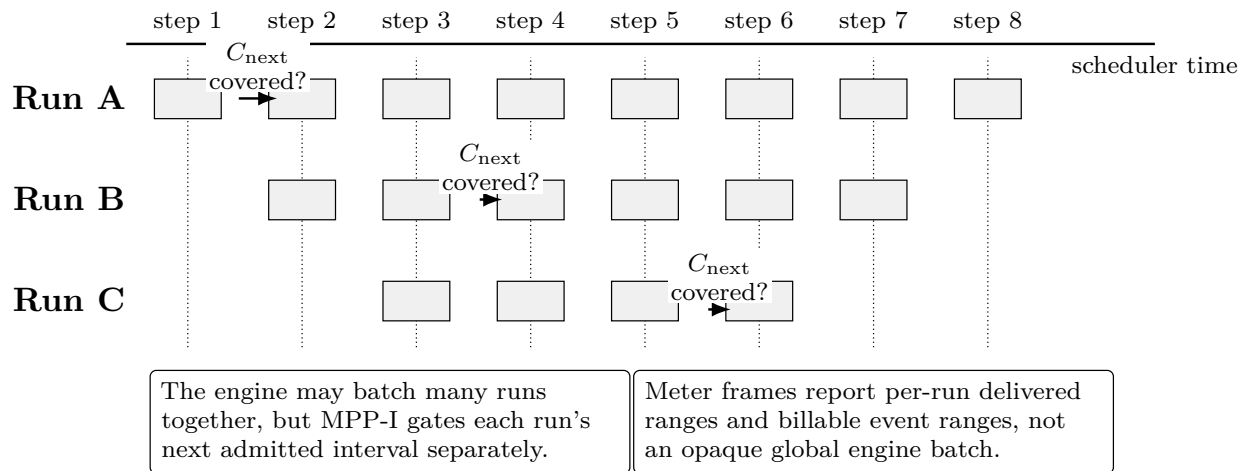 step 1 step 2 step 3 step 4 step 5 step 6 step 7 step 8
scheduler time
C_next
covered?
Run A
C_next
covered?
Run B
C_next
covered?
Run C
The engine may batch many runs
together, but MPP-I gates each run's
next admitted interval separately.
Meter frames report per-run delivered
ranges and billable event ranges, not
an opaque global engine batch.